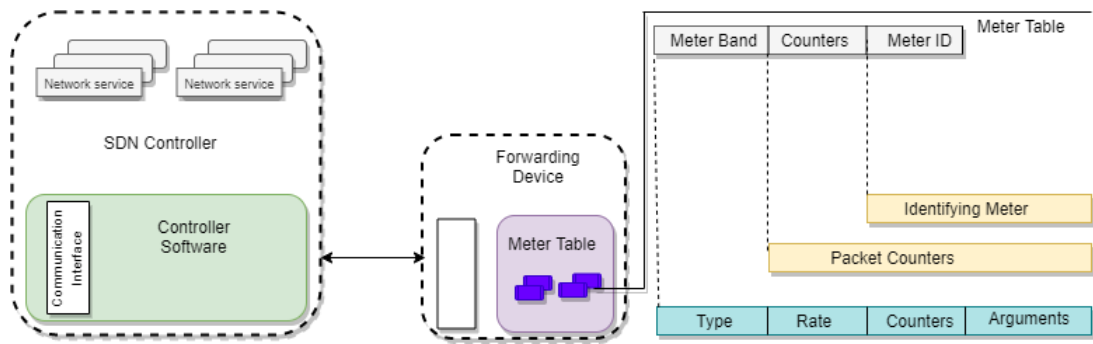 Network service
Network service
SDN Controller
Communication
Interface
Controller
Software
Forwarding
Device
Meter Table
Meter Band
Counters
Meter ID
Meter Table
Identifying Meter
Packet Counters
Type
Rate
Counters
Arguments